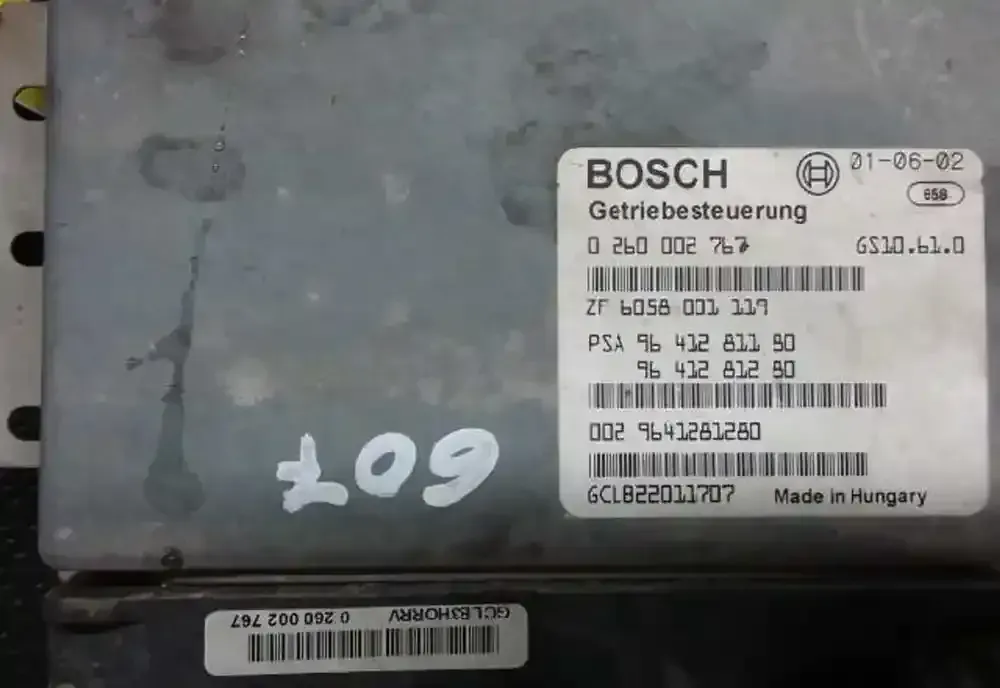 BOSCH 01-06-02
658
Getriebesteuerung
0 260 002 767 GS10.61.0
ZF 6058 001 119
PSA 96 412 811 80
96 412 812 80
002 9641281280
GCL822011707 Made in Hungary
607
GCLB3HORRV 0 260 002 767